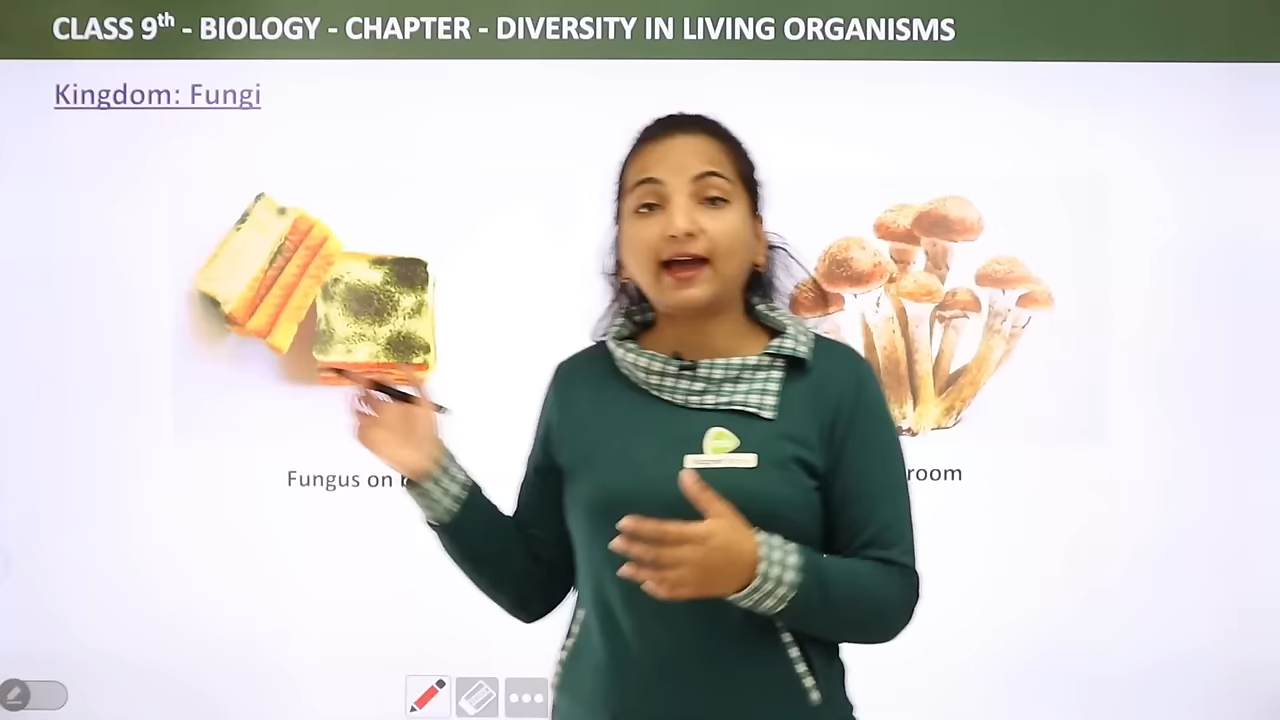 CLASS 9th - BIOLOGY - CHAPTER - DIVERSITY IN LIVING ORGANISMS
Kingdom: Fungi
Fungus on
room